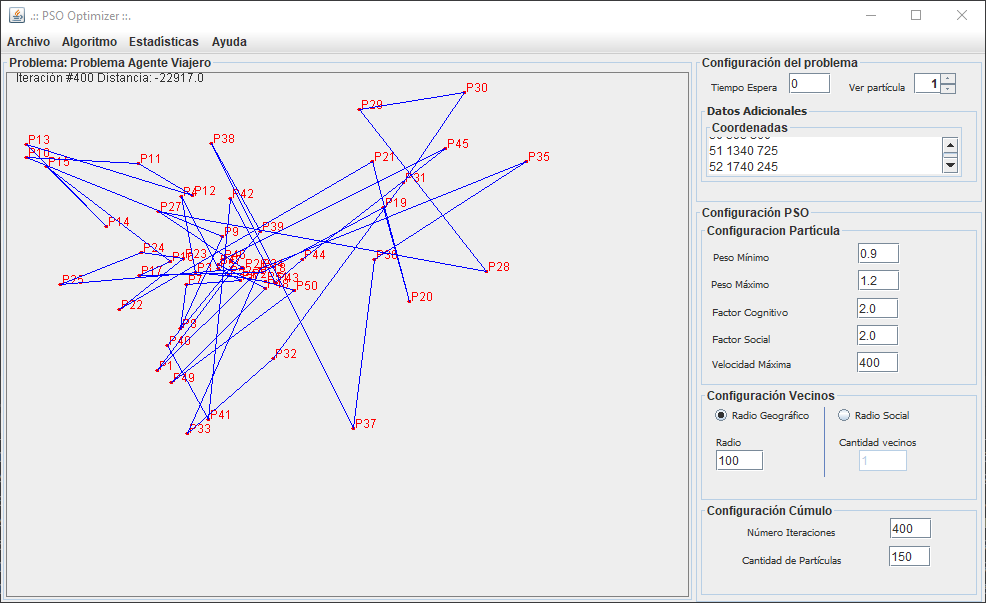 .:: PSO Optimizer ::.
Archivo Algoritmo Estadísticas Ayuda
Problema: Problema Agente Viajero
Iteración #400 Distancia: -22917.0
P30
P29
P13
P10
P15
P11
P38
P45
P21
P35
P31
P12
P42
P19
P27
P14
P9
P39
P24
P23
P44
P36
P28
P25
P17
P43
P50
P20
P22
P8
P40
P32
P1
P49
P41
P33
P37
Configuración del problema
Tiempo Espera 0 Ver partícula 1
Datos Adicionales
Coordenadas
51 1340 725
52 1740 245
Configuración PSO
Configuracion Partícula
Peso Mínimo 0.9
Peso Máximo 1.2
Factor Cognitivo 2.0
Factor Social 2.0
Velocidad Máxima 400
Configuración Vecinos
Radio Geográfico Radio Social
Radio Cantidad vecinos
100 1
Configuración Cúmulo
Número Iteraciones 400
Cantidad de Partículas 150